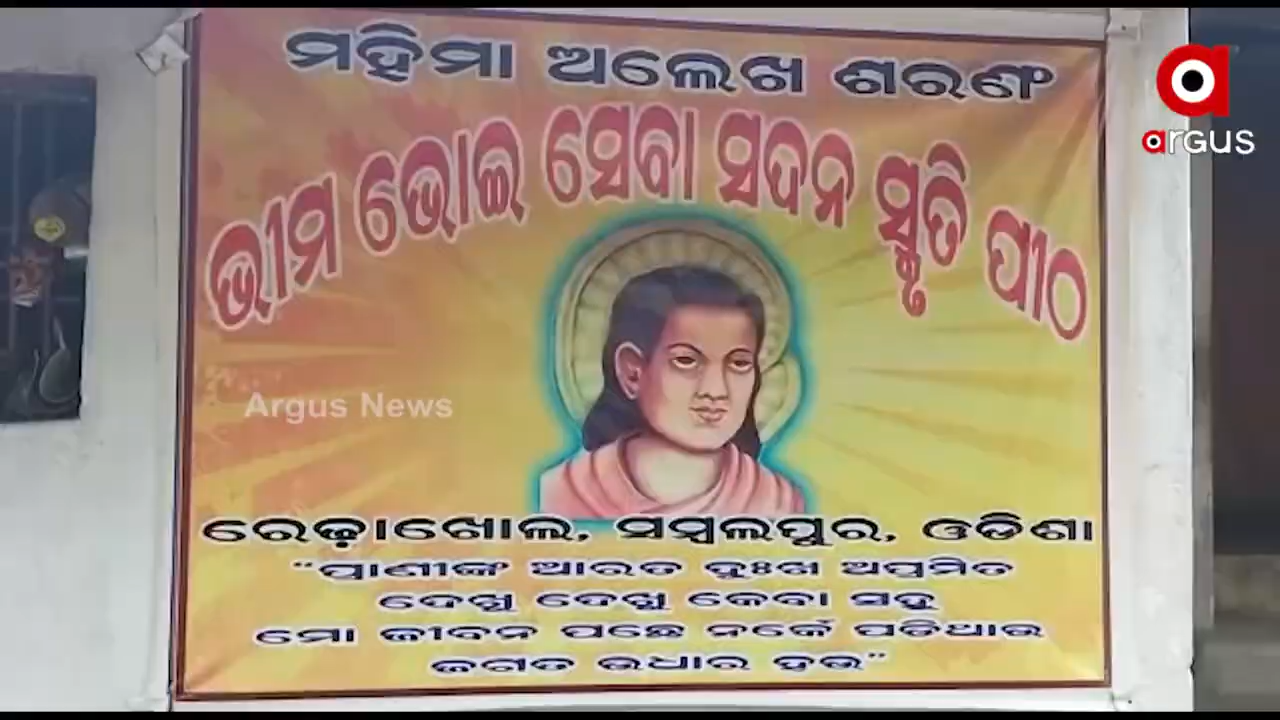 ମହିମା ଅଲେଖ ଶରଣଂ
ଭୀମ ଭୋଇ ସେବା ସଦନ ସ୍ମୃତି ପୀଠ
ରେଢ଼ାଖୋଲ, ସମ୍ବଲପୁର, ଓଡିଶା
“ପ୍ରାଣୀଙ୍କ ଆରତ ଦୁଃଖ ଅପ୍ରମିତ
ଦେଖୁ ଦେଖୁ କେବା ସହୁ
ମୋ ଜୀବନ ପଛେ ନର୍କେ ପଡିଥାଉ
ଜଗତ ଉଧାର ହେଉ”
Argus News
argus